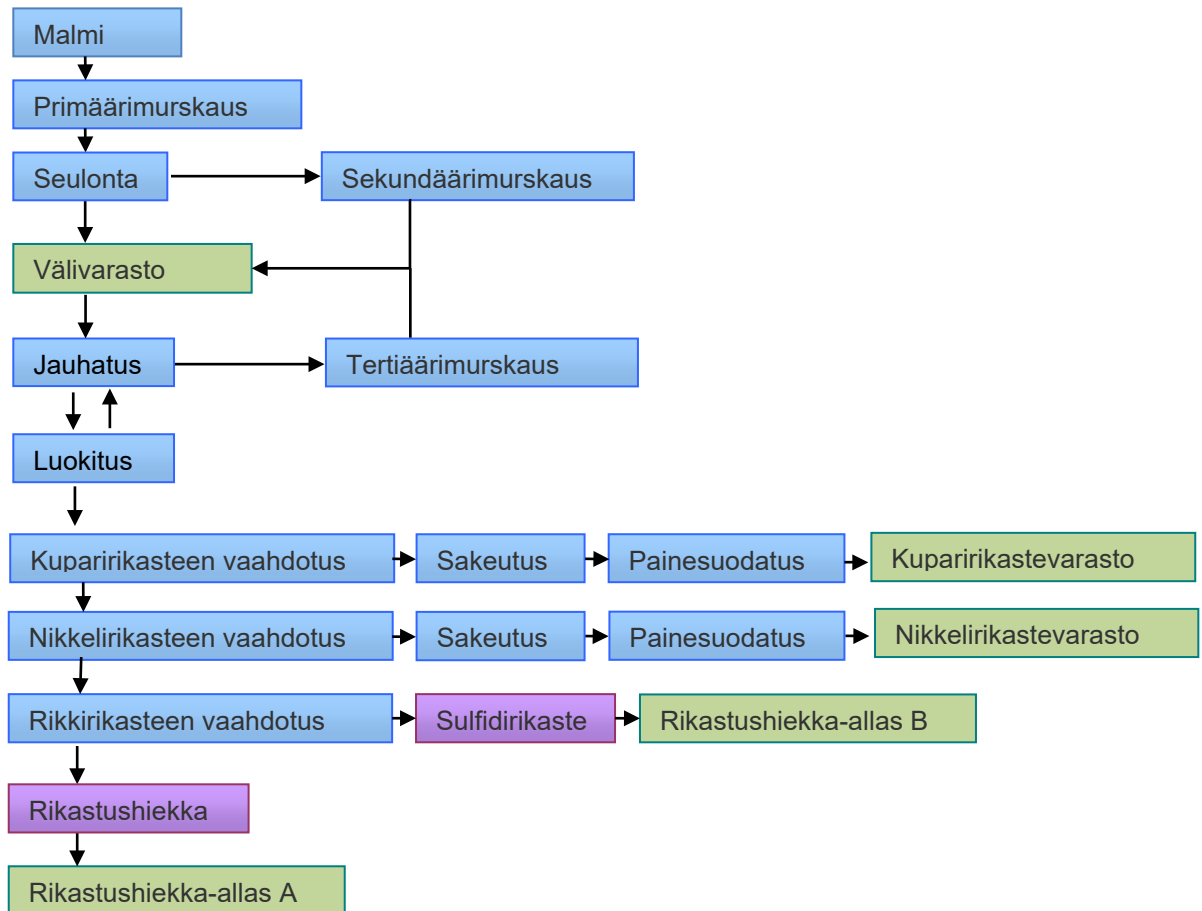 Malmi
Primäärimurskaus
Seulonta
Sekundäärimurskaus
Välivarasto
Jauhatus
Tertiäärimurskaus
Luokitus
Kuparirikasteen vaahdotus
Sakeutus
Painesuodatus
Kuparirikastevarasto
Nikkelirikasteen vaahdotus
Sakeutus
Painesuodatus
Nikkelirikastevarasto
Rikkirikasteen vaahdotus
Sulfidirikaste
Rikastushiekka-allas B
Rikastushiekka
Rikastushiekka-allas A